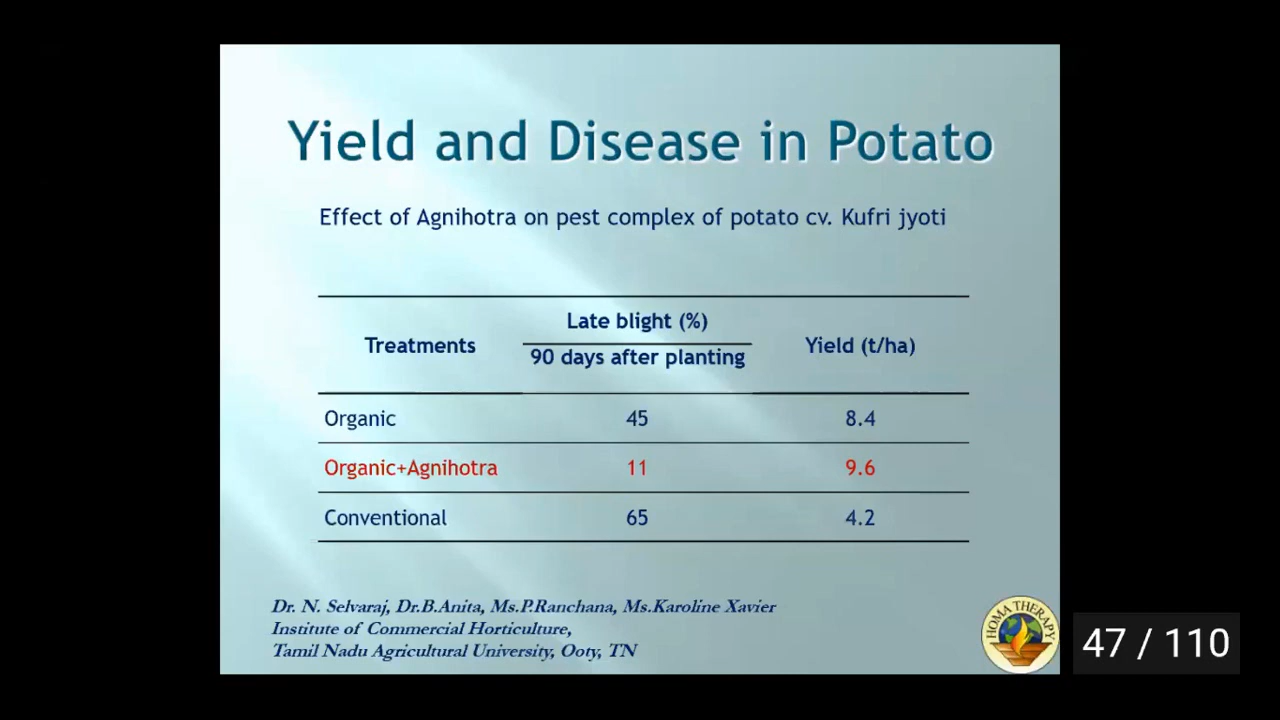 Yield and Disease in Potato
Effect of Agnihotra on pest complex of potato cv. Kufri jyoti
Treatments
Late blight (%)
90 days after planting
Yield (t/ha)
Organic 45 8.4
Organic+Agnihotra 11 9.6
Conventional 65 4.2
Dr. N. Selvaraj, Dr.B.Anita, Ms.P.Ranchana, Ms.Karoline Xavier
Institute of Commercial Horticulture,
Tamil Nadu Agricultural University, Ooty, TN
HOMA THERAPY
47 / 110